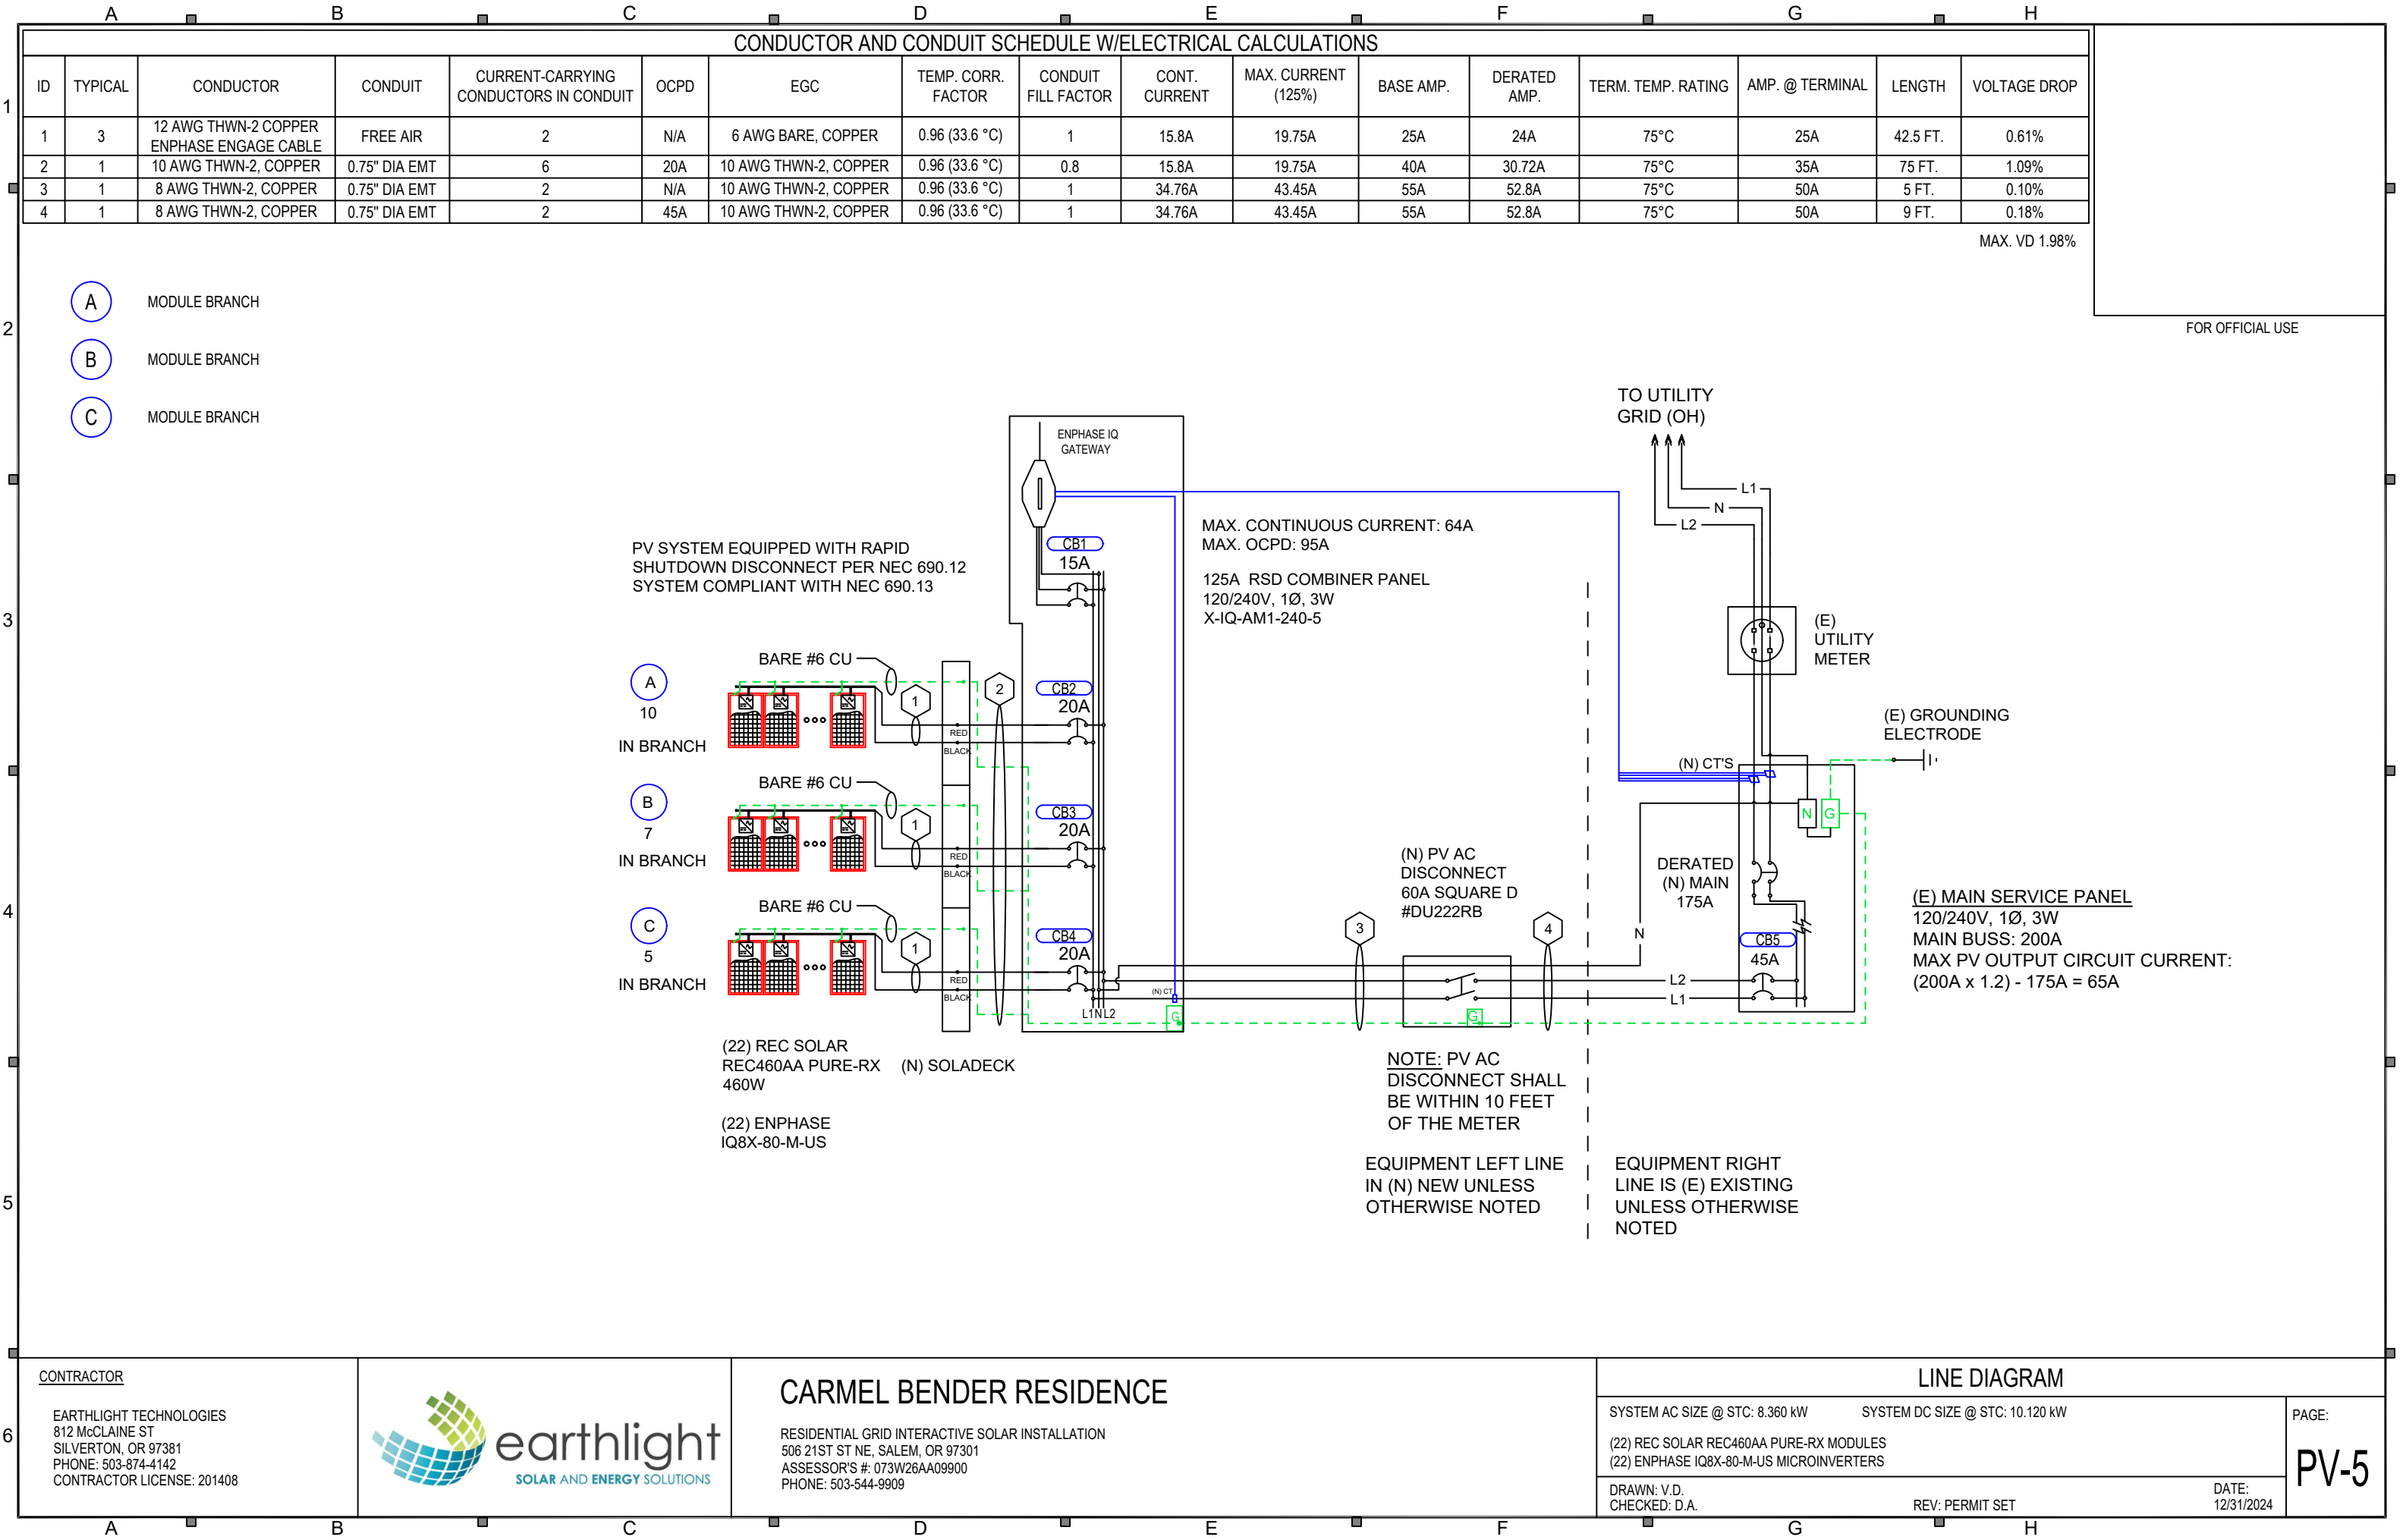 A B C D E F G H
CONDUCTOR AND CONDUIT SCHEDULE W/ELECTRICAL CALCULATIONS
ID TYPICAL CONDUCTOR CONDUIT CURRENT-CARRYING CONDUCTORS IN CONDUIT OCPD EGC TEMP. CORR. FACTOR CONDUIT FILL FACTOR CONT. CURRENT MAX. CURRENT (125%) BASE AMP. DERATED AMP. TERM. TEMP. RATING AMP. @ TERMINAL LENGTH VOLTAGE DROP
1 3 12 AWG THWN-2 COPPER ENPHASE ENGAGE CABLE FREE AIR 2 N/A 6 AWG BARE, COPPER 0.96 (33.6 °C) 1 15.8A 19.75A 25A 24A 75°C 25A 42.5 FT. 0.61%
2 1 10 AWG THWN-2, COPPER 0.75" DIA EMT 6 20A 10 AWG THWN-2, COPPER 0.96 (33.6 °C) 0.8 15.8A 19.75A 40A 30.72A 75°C 35A 75 FT. 1.09%
3 1 8 AWG THWN-2, COPPER 0.75" DIA EMT 2 N/A 10 AWG THWN-2, COPPER 0.96 (33.6 °C) 1 34.76A 43.45A 55A 52.8A 75°C 50A 5 FT. 0.10%
4 1 8 AWG THWN-2, COPPER 0.75" DIA EMT 2 45A 10 AWG THWN-2, COPPER 0.96 (33.6 °C) 1 34.76A 43.45A 55A 52.8A 75°C 50A 9 FT. 0.18%
MAX. VD 1.98%
FOR OFFICIAL USE
1
2
3
4
5
6
A MODULE BRANCH
B MODULE BRANCH
C MODULE BRANCH
TO UTILITY
GRID (OH)
L1
N
L2
ENPHASE IQ
GATEWAY
MAX. CONTINUOUS CURRENT: 64A
MAX. OCPD: 95A
125A RSD COMBINER PANEL
120/240V, 1Ø, 3W
X-IQ-AM1-240-5
PV SYSTEM EQUIPPED WITH RAPID
SHUTDOWN DISCONNECT PER NEC 690.12
SYSTEM COMPLIANT WITH NEC 690.13
CB1
15A
(E)
UTILITY
METER
BARE #6 CU
A
10
IN BRANCH
1
2
RED
BLACK
CB2
20A
(E) GROUNDING
ELECTRODE
(N) CT'S
N
G
BARE #6 CU
B
7
IN BRANCH
1
RED
BLACK
CB3
20A
BARE #6 CU
C
5
IN BRANCH
1
RED
BLACK
CB4
20A
(N) CT
L1NL2
G
3
(N) PV AC
DISCONNECT
60A SQUARE D
#DU222RB
G
4
N
L2
L1
DERATED
(N) MAIN
175A
CB5
45A
(E) MAIN SERVICE PANEL
120/240V, 1Ø, 3W
MAIN BUSS: 200A
MAX PV OUTPUT CIRCUIT CURRENT:
(200A x 1.2) - 175A = 65A
(22) REC SOLAR
REC460AA PURE-RX
460W
(N) SOLADECK
(22) ENPHASE
IQ8X-80-M-US
NOTE: PV AC
DISCONNECT SHALL
BE WITHIN 10 FEET
OF THE METER
EQUIPMENT LEFT LINE
IN (N) NEW UNLESS
OTHERWISE NOTED
EQUIPMENT RIGHT
LINE IS (E) EXISTING
UNLESS OTHERWISE
NOTED
CONTRACTOR
EARTHLIGHT TECHNOLOGIES
812 McCLAINE ST
SILVERTON, OR 97381
PHONE: 503-874-4142
CONTRACTOR LICENSE: 201408
earthlight
SOLAR AND ENERGY SOLUTIONS
CARMEL BENDER RESIDENCE
RESIDENTIAL GRID INTERACTIVE SOLAR INSTALLATION
506 21ST ST NE, SALEM, OR 97301
ASSESSOR'S #: 073W26AA09900
PHONE: 503-544-9909
LINE DIAGRAM
SYSTEM AC SIZE @ STC: 8.360 kW SYSTEM DC SIZE @ STC: 10.120 kW
(22) REC SOLAR REC460AA PURE-RX MODULES
(22) ENPHASE IQ8X-80-M-US MICROINVERTERS
DRAWN: V.D.
CHECKED: D.A.
REV: PERMIT SET
DATE:
12/31/2024
PAGE:
PV-5
A B C D E F G H